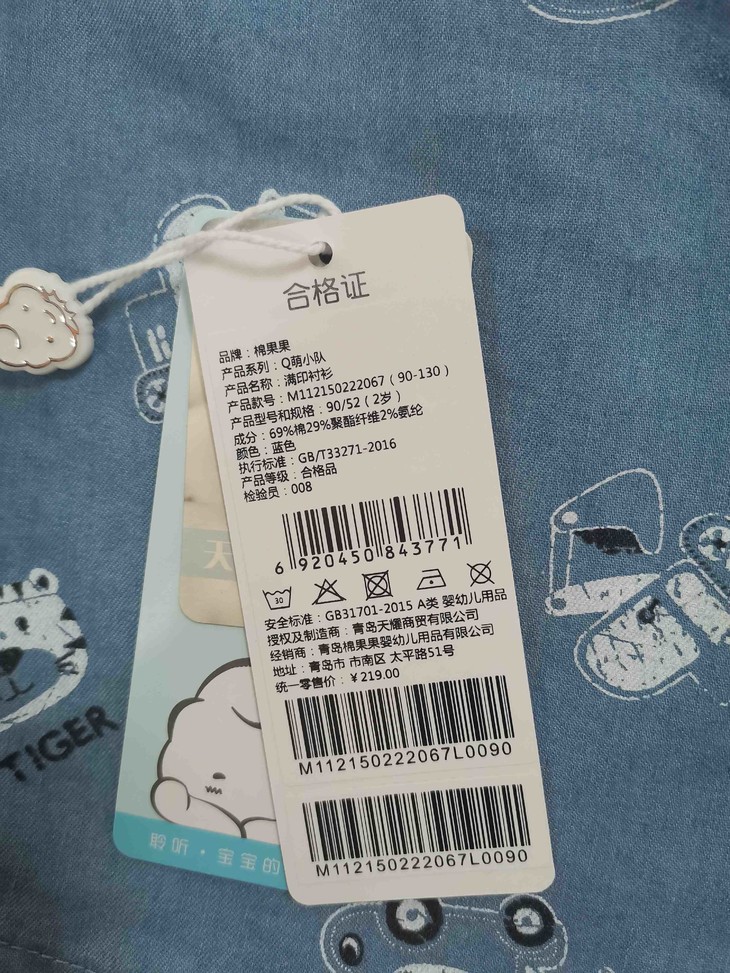 合格证
品牌：棉果果
产品系列：Q萌小队
产品名称：满印衬衫
产品款号：M112150222067（90-130）
产品型号和规格：90/52（2岁）
成分：69%棉29%聚酯纤维2%氨纶
颜色：蓝色
执行标准：GB/T33271-2016
产品等级：合格品
检验员：008
6 920450 843771
30
安全标准：GB31701-2015 A类 婴幼儿用品
授权及制造商：青岛天耀商贸有限公司
经销商：青岛棉果果婴幼儿用品有限公司
地址：青岛市 市南区 太平路51号
统一零售价：￥219.00
M112150222067L0090
M112150222067L0090
天
聆听·宝宝的
TIGER